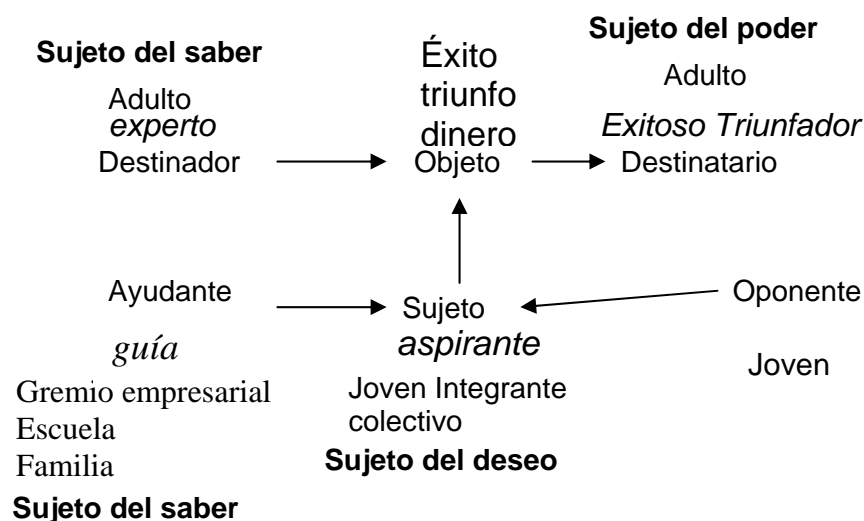 Sujeto del poder
Sujeto del saber
Éxito
triunfo
dinero
Adulto
Adulto
experto
Exitoso Triunfador
Destinador
Objeto
Destinatario
Ayudante
Sujeto
Oponente
guía
aspirante
Joven
Gremio empresarial
Escuela
Familia
Joven Integrante
colectivo
Sujeto del deseo
Sujeto del saber